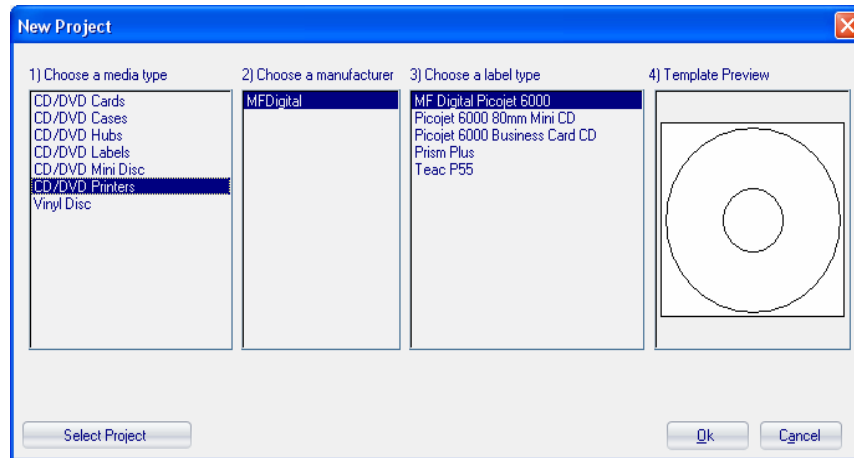 New Project
1) Choose a media type
CD/DVD Cards
CD/DVD Cases
CD/DVD Hubs
CD/DVD Labels
CD/DVD Mini Disc
CD/DVD Printers
Vinyl Disc
2) Choose a manufacturer
MFDigital
3) Choose a label type
MF Digital Picojet 6000
Picojet 6000 80mm Mini CD
Picojet 6000 Business Card CD
Prism Plus
Teac P55
4) Template Preview
Select Project
Ok
Cancel